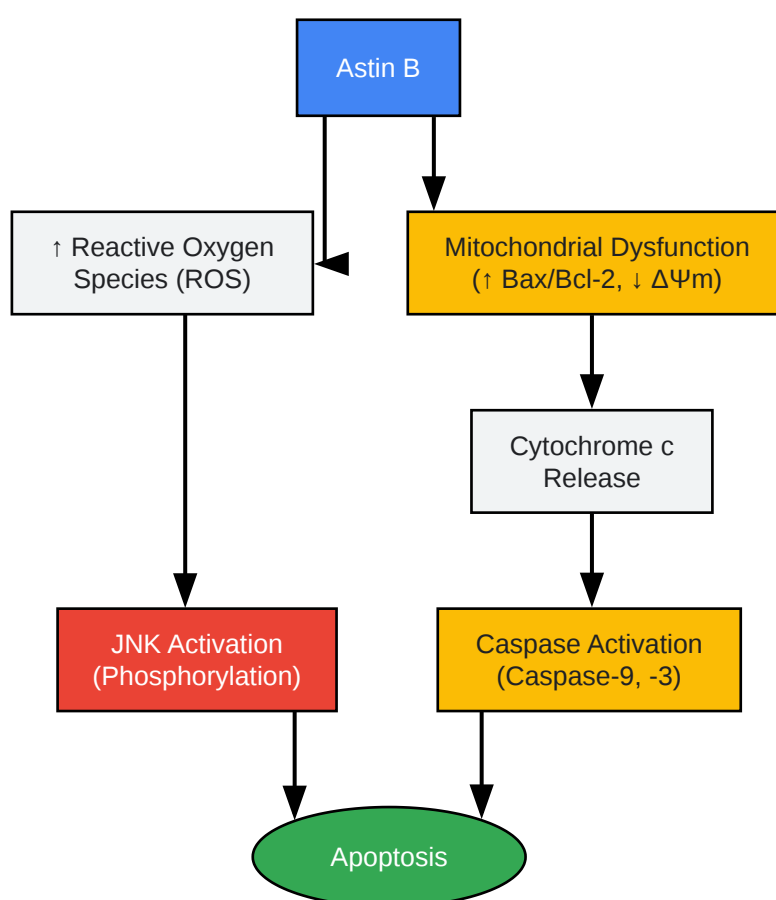 Astin B
↑ Reactive Oxygen
Species (ROS)
Mitochondrial Dysfunction
(↑ Bax/Bcl-2, ↓ ΔΨm)
Cytochrome c
Release
JNK Activation
(Phosphorylation)
Caspase Activation
(Caspase-9, -3)
Apoptosis